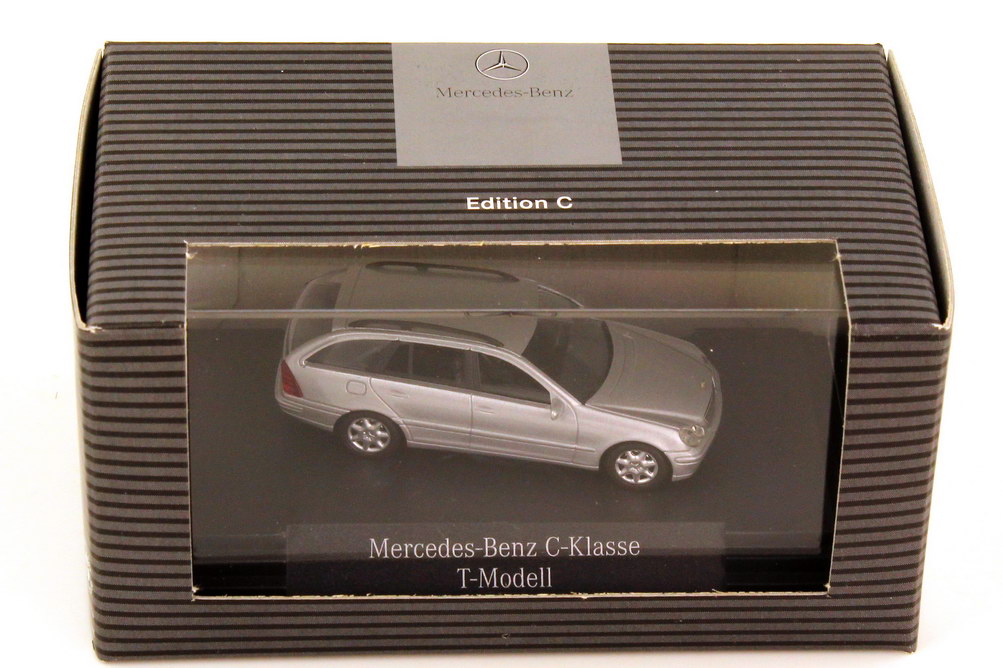 Mercedes-Benz
Edition C
Mercedes-Benz C-Klasse
T-Modell